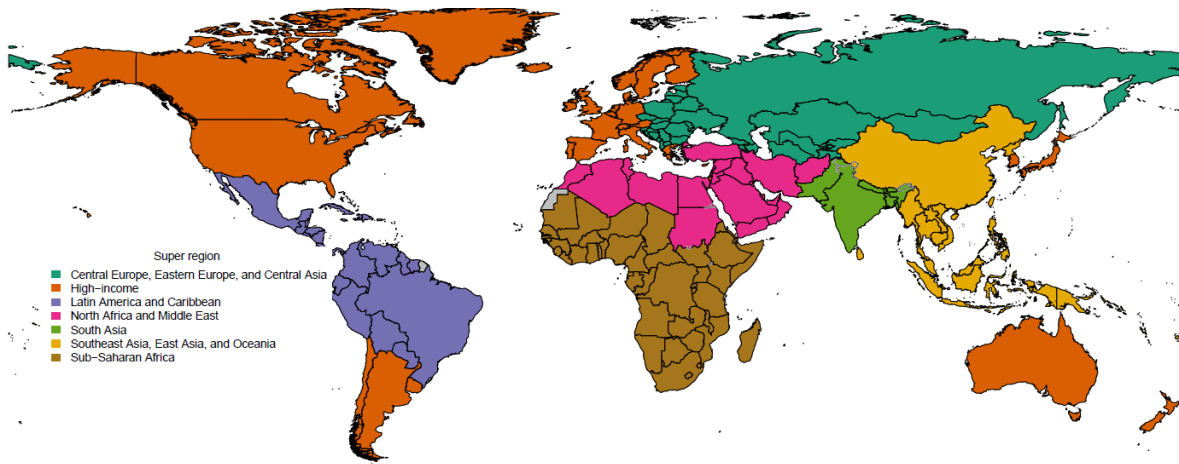 Super region
Central Europe, Eastern Europe, and Central Asia
High−income
Latin America and Caribbean
North Africa and Middle East
South Asia
Southeast Asia, East Asia, and Oceania
Sub−Saharan Africa